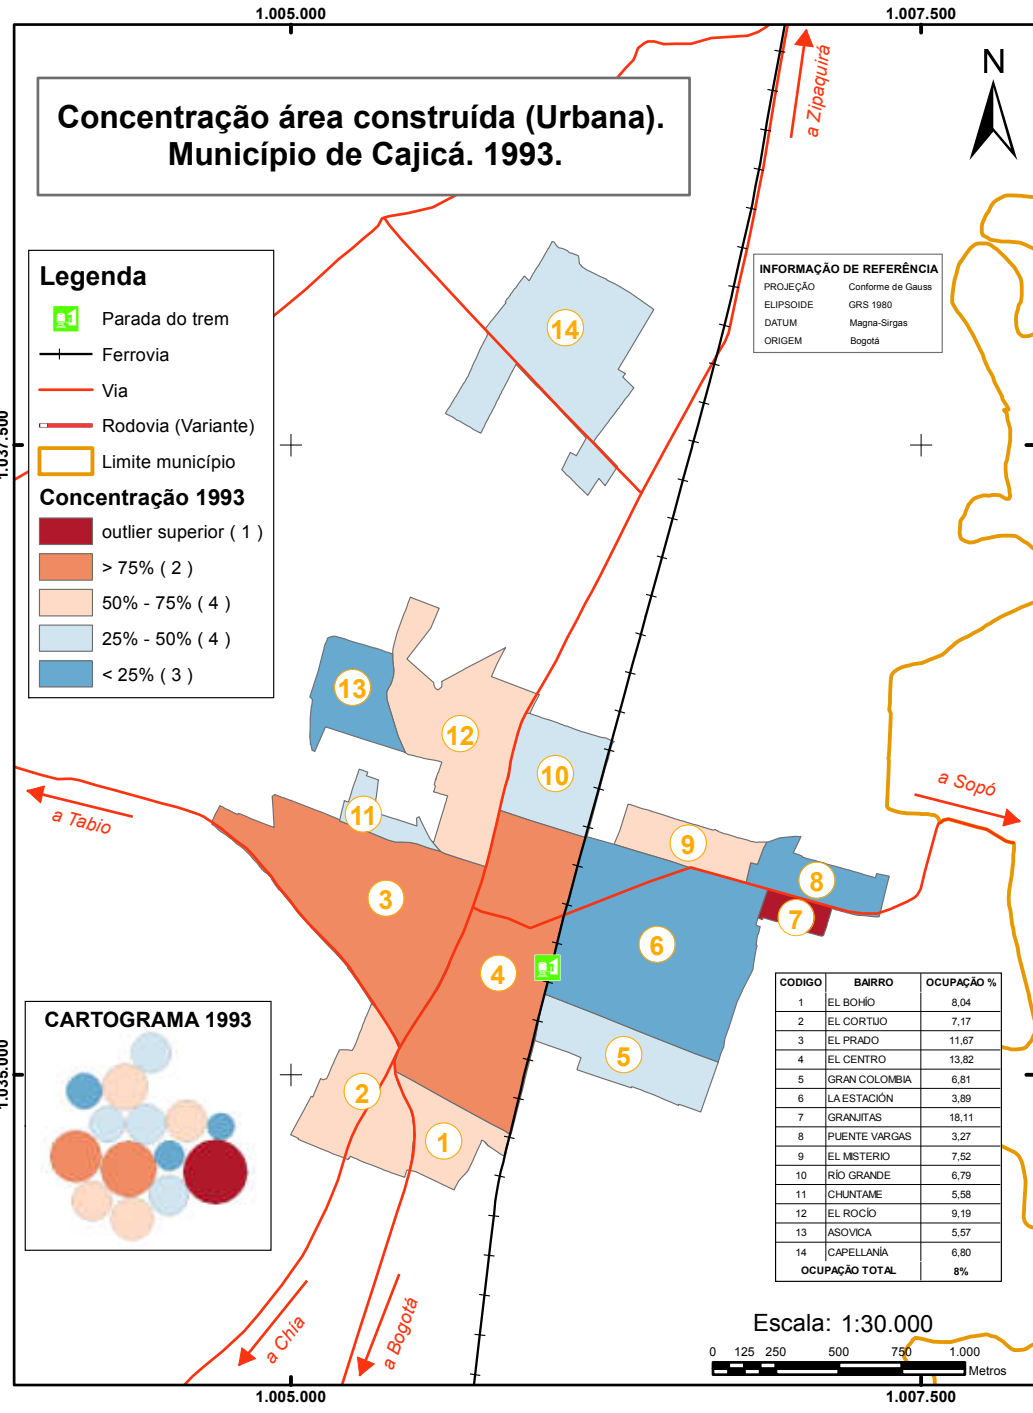 1.005.000
1.007.500
Concentração área construída (Urbana).
Município de Cajicá. 1993.
a Zipaquirá
N
Legenda
Parada do trem
Ferrovia
Via
Rodovia (Variante)
Limite município
Concentração 1993
outlier superior ( 1 )
> 75% ( 2 )
50% - 75% ( 4 )
25% - 50% ( 4 )
< 25% ( 3 )
INFORMAÇÃO DE REFERÊNCIA
PROJEÇÃO Conforme de Gauss
ELIPSOIDE GRS 1980
DATUM Magna-Sirgas
ORIGEM Bogotá
1.037.500
14
13
12
10
11
9
8
7
3
6
4
5
2
1
a Tabio
a Sopó
a Chía
a Bogotá
1.035.000
CARTOGRAMA 1993
CODIGO BAIRRO OCUPAÇÃO %
1 EL BOHÍO 8,04
2 EL CORTIJO 7,17
3 EL PRADO 11,67
4 EL CENTRO 13,82
5 GRAN COLOMBIA 6,81
6 LA ESTACIÓN 3,89
7 GRANJITAS 18,11
8 PUENTE VARGAS 3,27
9 EL MISTERIO 7,52
10 RÍO GRANDE 6,79
11 CHUNTAME 5,58
12 EL ROCÍO 9,19
13 ASOVICA 5,57
14 CAPELLANÍA 6,80
OCUPAÇÃO TOTAL 8%
Escala: 1:30.000
0 125 250 500 750 1.000
Metros
1.005.000
1.007.500